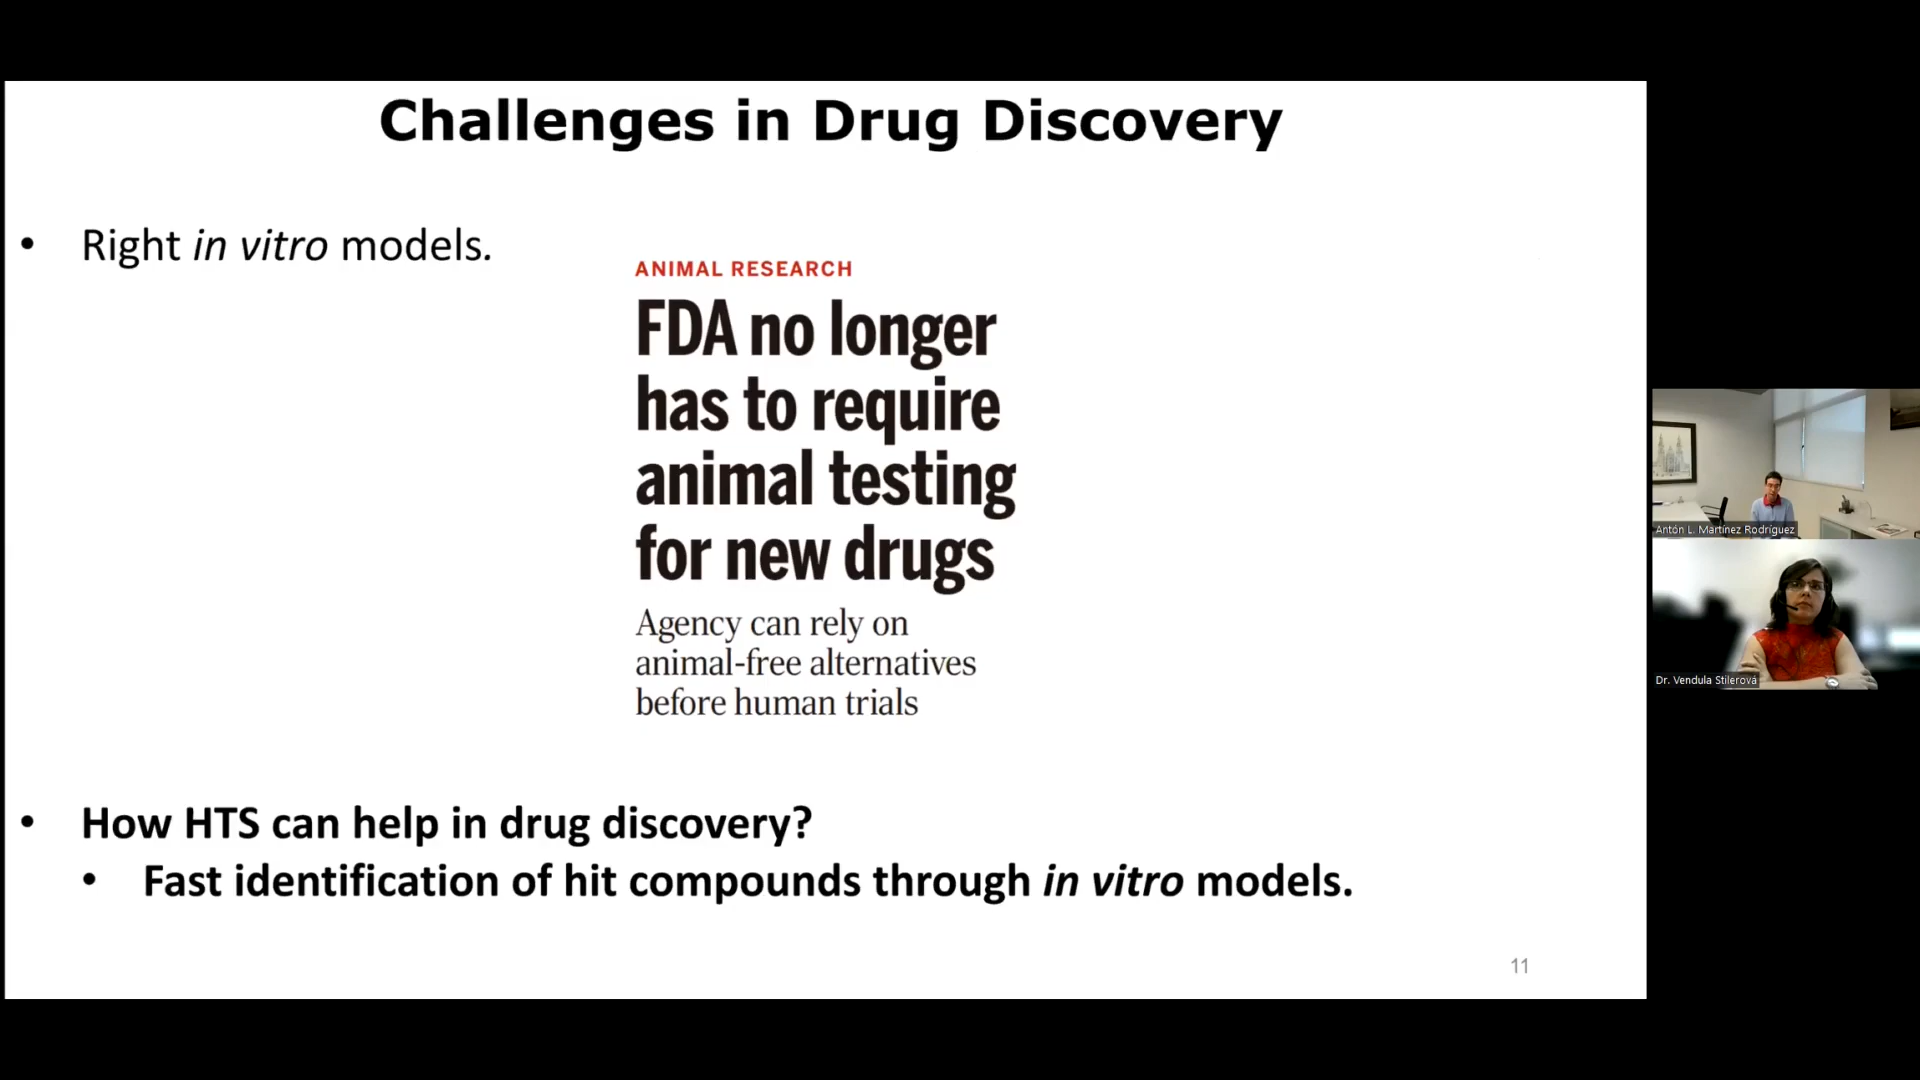 Challenges in Drug Discovery
• Right in vitro models.
ANIMAL RESEARCH
FDA no longer
has to require
animal testing
for new drugs
Agency can rely on
animal-free alternatives
before human trials
• How HTS can help in drug discovery?
• Fast identification of hit compounds through in vitro models.
11
Antón L. Martínez Rodríguez
Dr. Vendula Stilerová